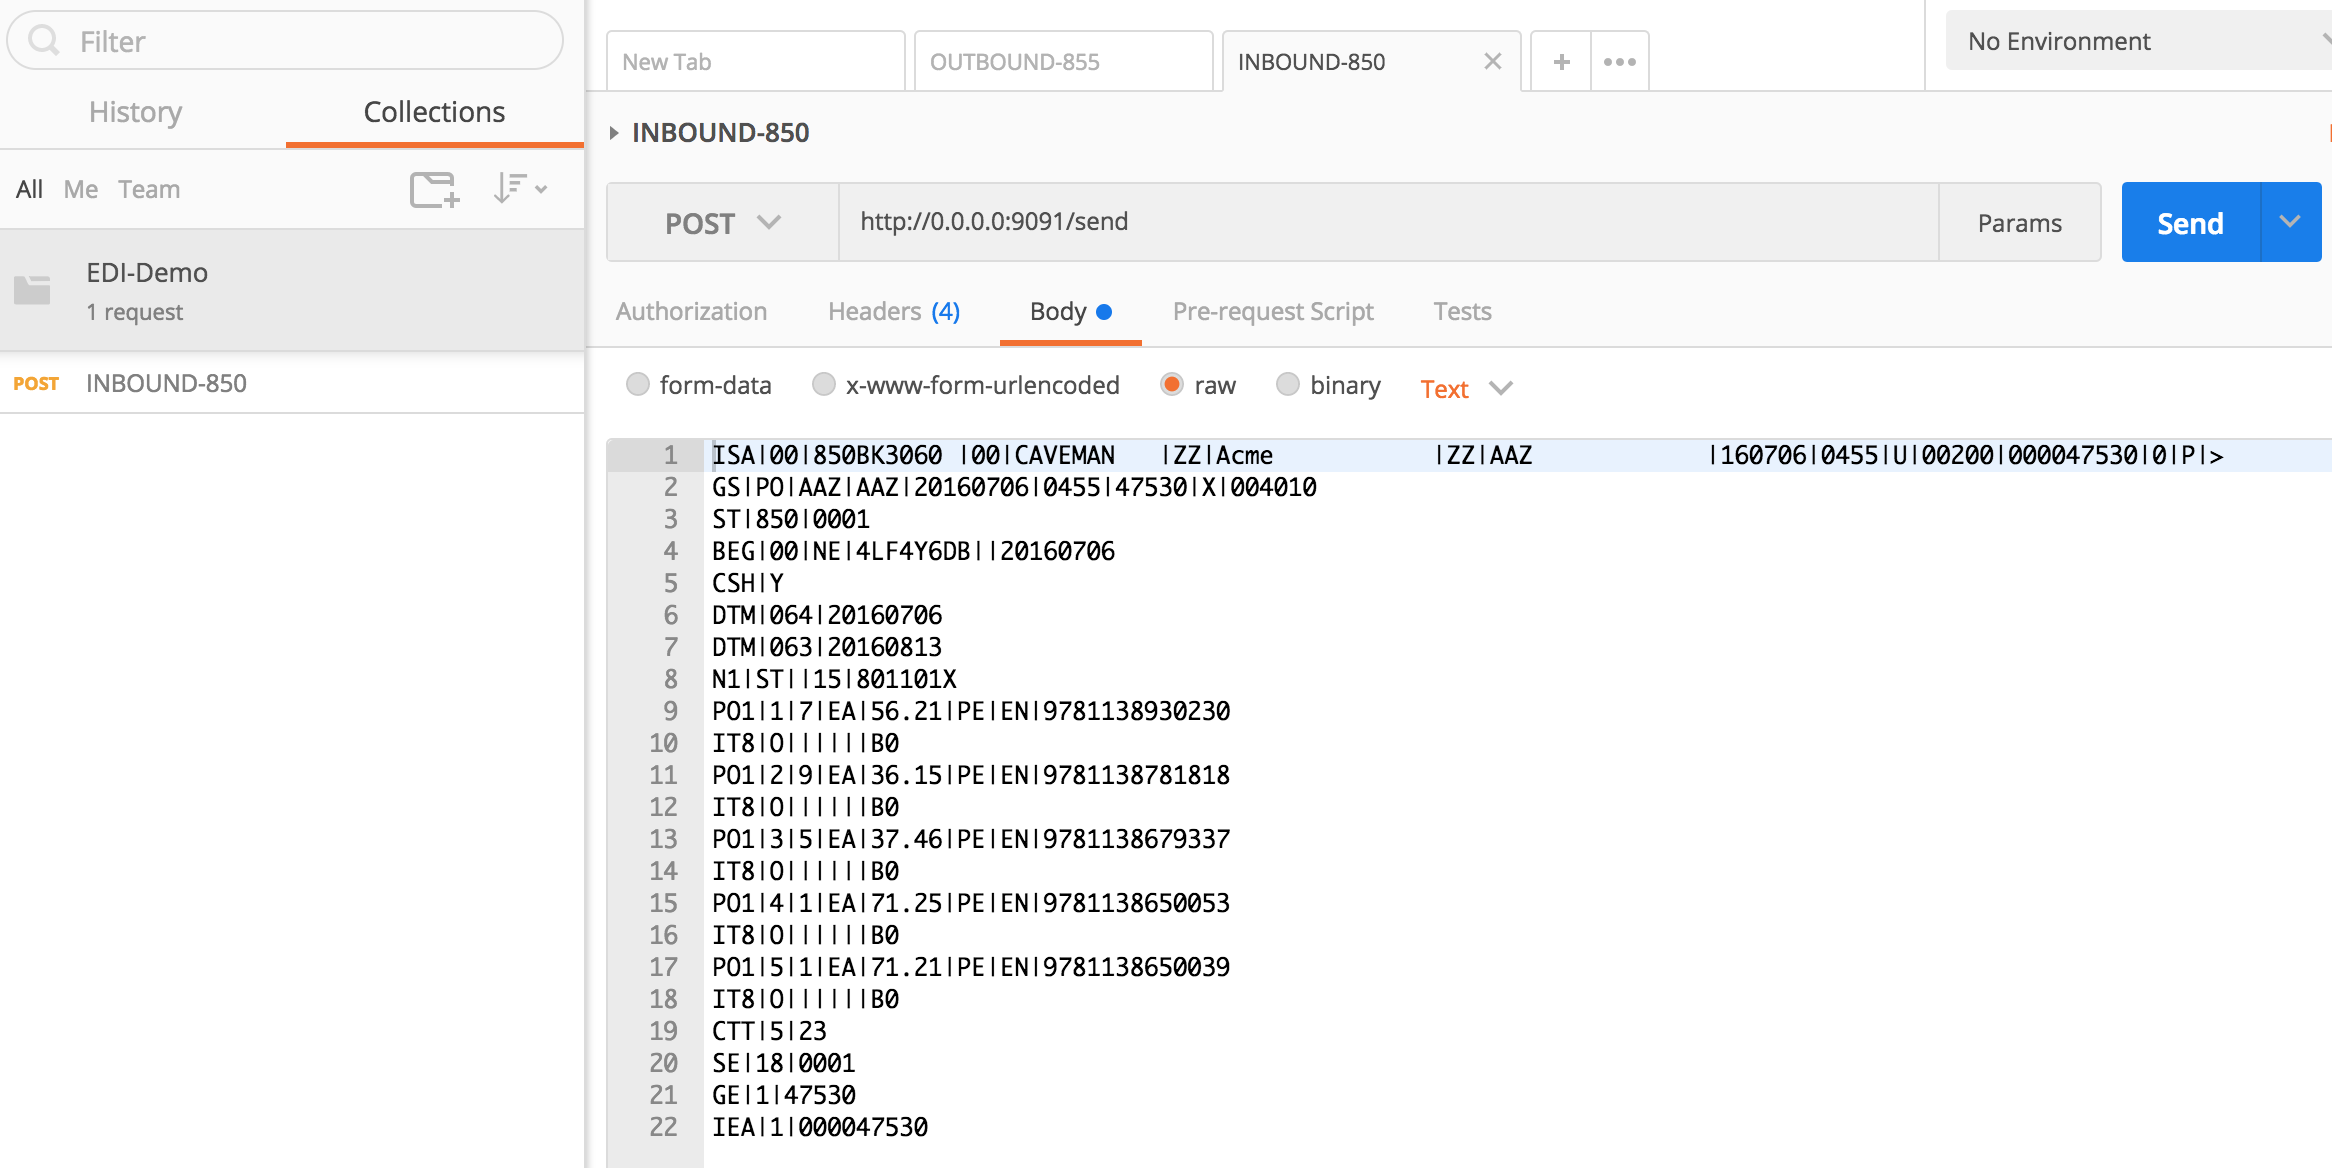 Filter
History Collections
All Me Team
EDI-Demo
1 request
POST INBOUND-850
New Tab OUTBOUND-855 INBOUND-850
No Environment
INBOUND-850
POST http://0.0.0.0:9091/send Params Send
Authorization Headers (4) Body Pre-request Script Tests
form-data x-www-form-urlencoded raw binary Text
1 ISA|00|850BK3060 |00|CAVEMAN   |ZZ|Acme           |ZZ|AAZ            |160706|0455|U|00200|000047530|0|P|>
2 GS|PO|AAZ|AAZ|20160706|0455|47530|X|004010
3 ST|850|0001
4 BEG|00|NE|4LF4Y6DB||20160706
5 CSH|Y
6 DTM|064|20160706
7 DTM|063|20160813
8 N1|ST||15|801101X
9 PO1|1|7|EA|56.21|PE|EN|9781138930230
10 IT8|O||||||B0
11 PO1|2|9|EA|36.15|PE|EN|9781138781818
12 IT8|O||||||B0
13 PO1|3|5|EA|37.46|PE|EN|9781138679337
14 IT8|O||||||B0
15 PO1|4|1|EA|71.25|PE|EN|9781138650053
16 IT8|O||||||B0
17 PO1|5|1|EA|71.21|PE|EN|9781138650039
18 IT8|O||||||B0
19 CTT|5|23
20 SE|18|0001
21 GE|1|47530
22 IEA|1|000047530